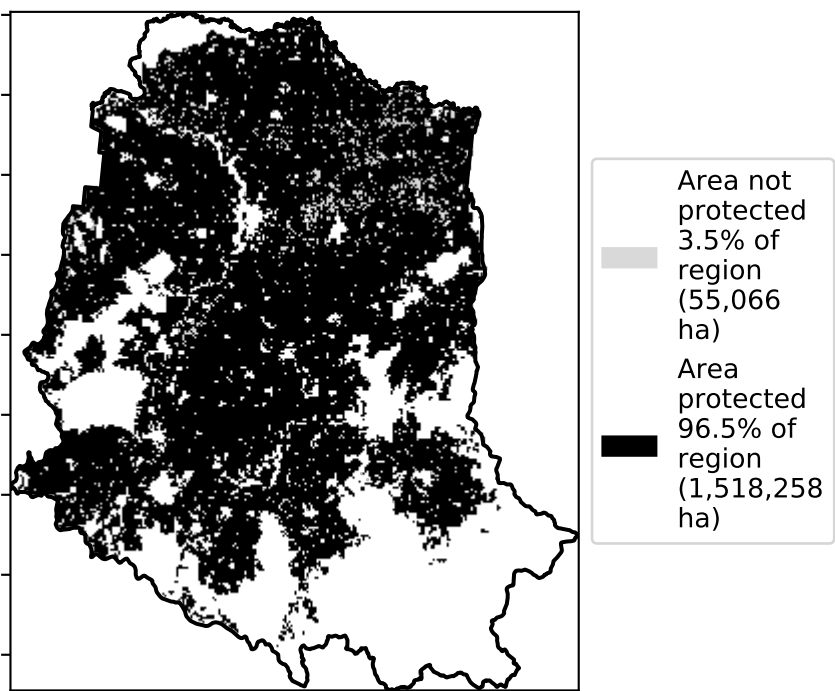 Area not
protected
3.5% of
region
(55,066
ha)
Area
protected
96.5% of
region
(1,518,258
ha)